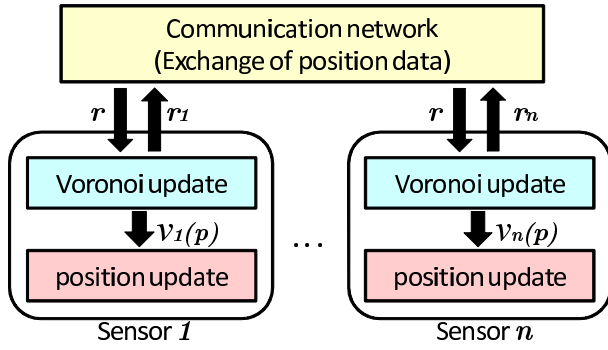 Communication network
(Exchange of position data)
r r1 r rn
Voronoi update Voronoi update
v1(p) vn(p)
...
position update position update
Sensor 1 Sensor n